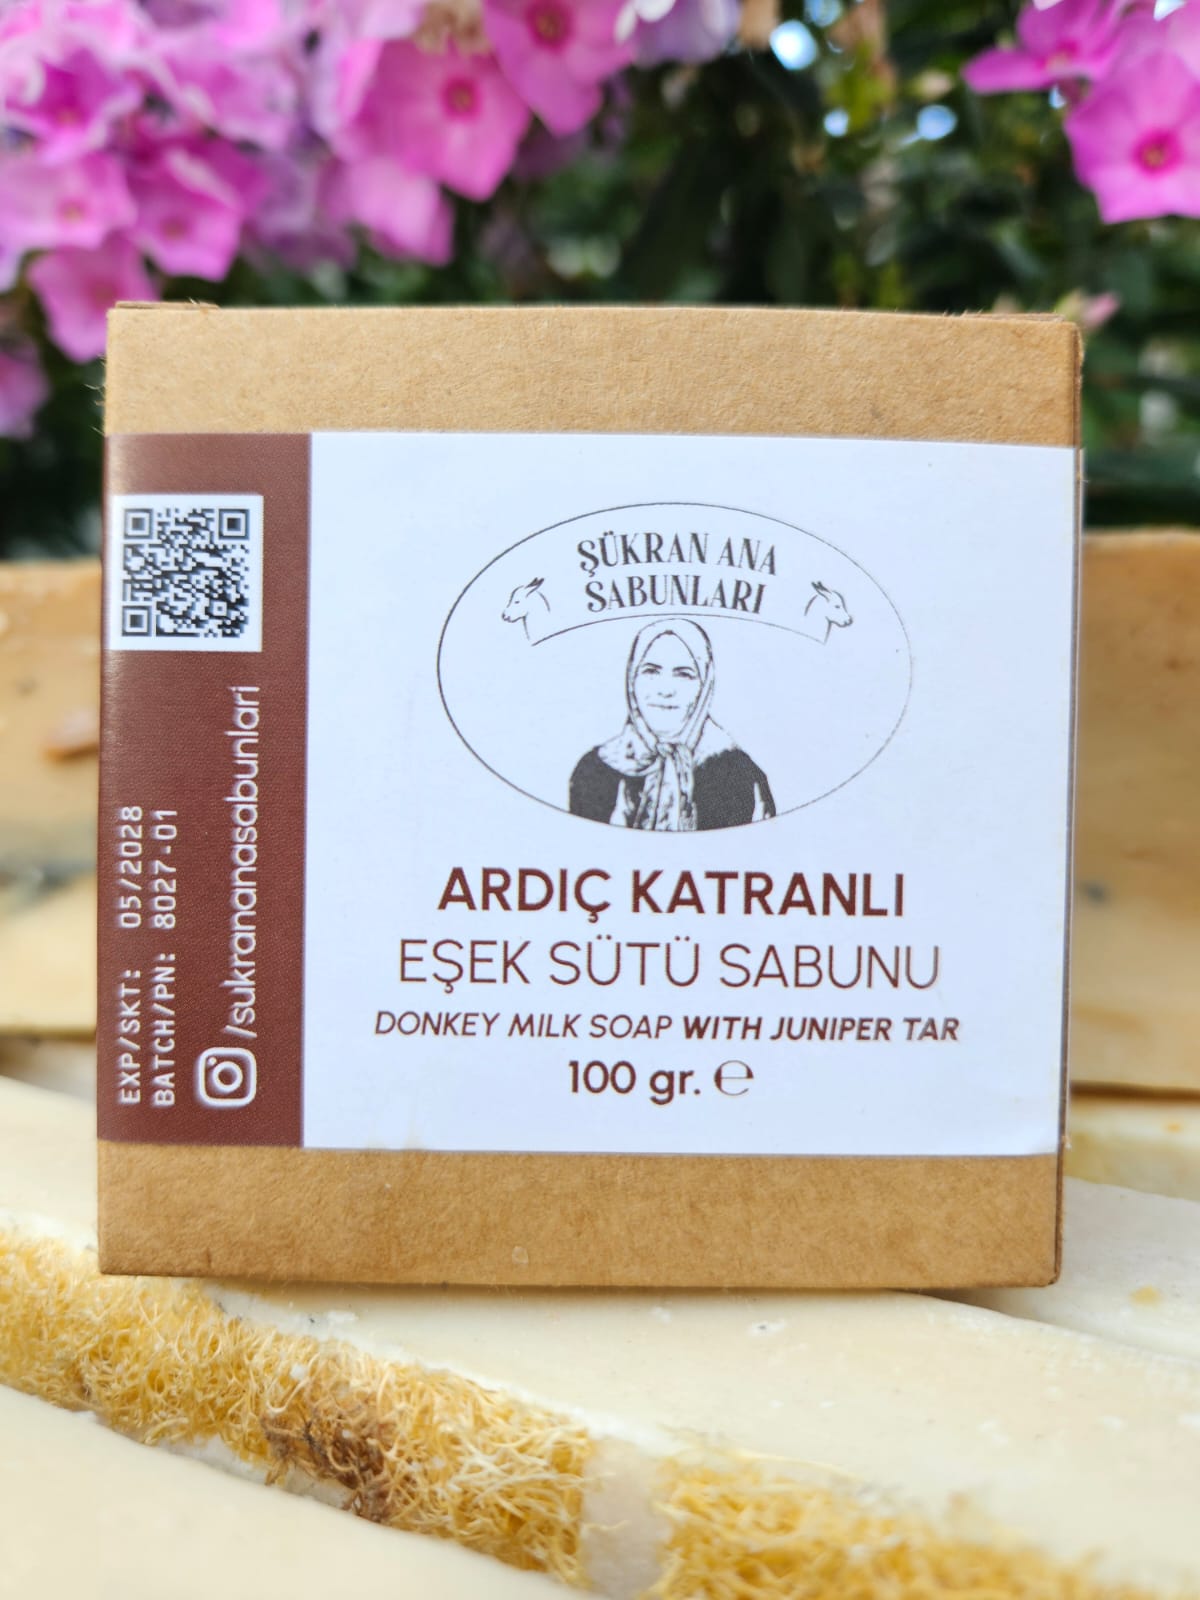 ŞÜKRAN ANA
SABUNLARI
ARDIÇ KATRANLI
EŞEK SÜTÜ SABUNU
DONKEY MILK SOAP WITH JUNIPER TAR
100 gr. ℮
EXP/SKT: 05/2028
BATCH/PN: 8027-01
/sukrananasabunlari